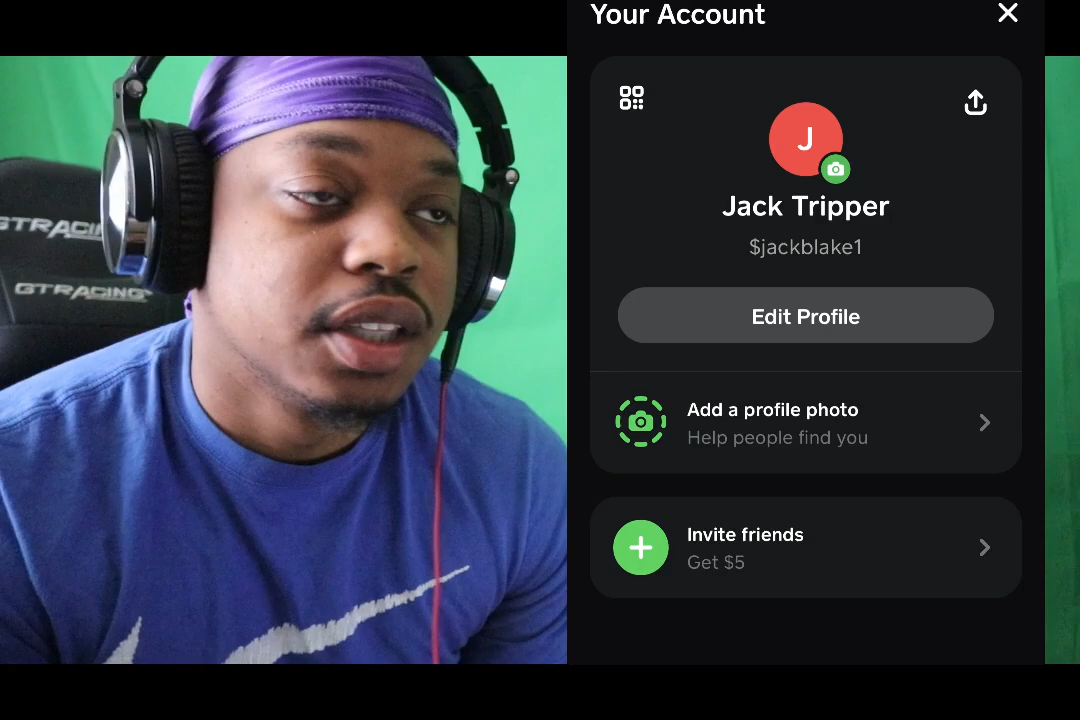 Your Account
GTRACI
GTRACING
J
Jack Tripper
$jackblake1
Edit Profile
Add a profile photo
Help people find you
Invite friends
Get $5